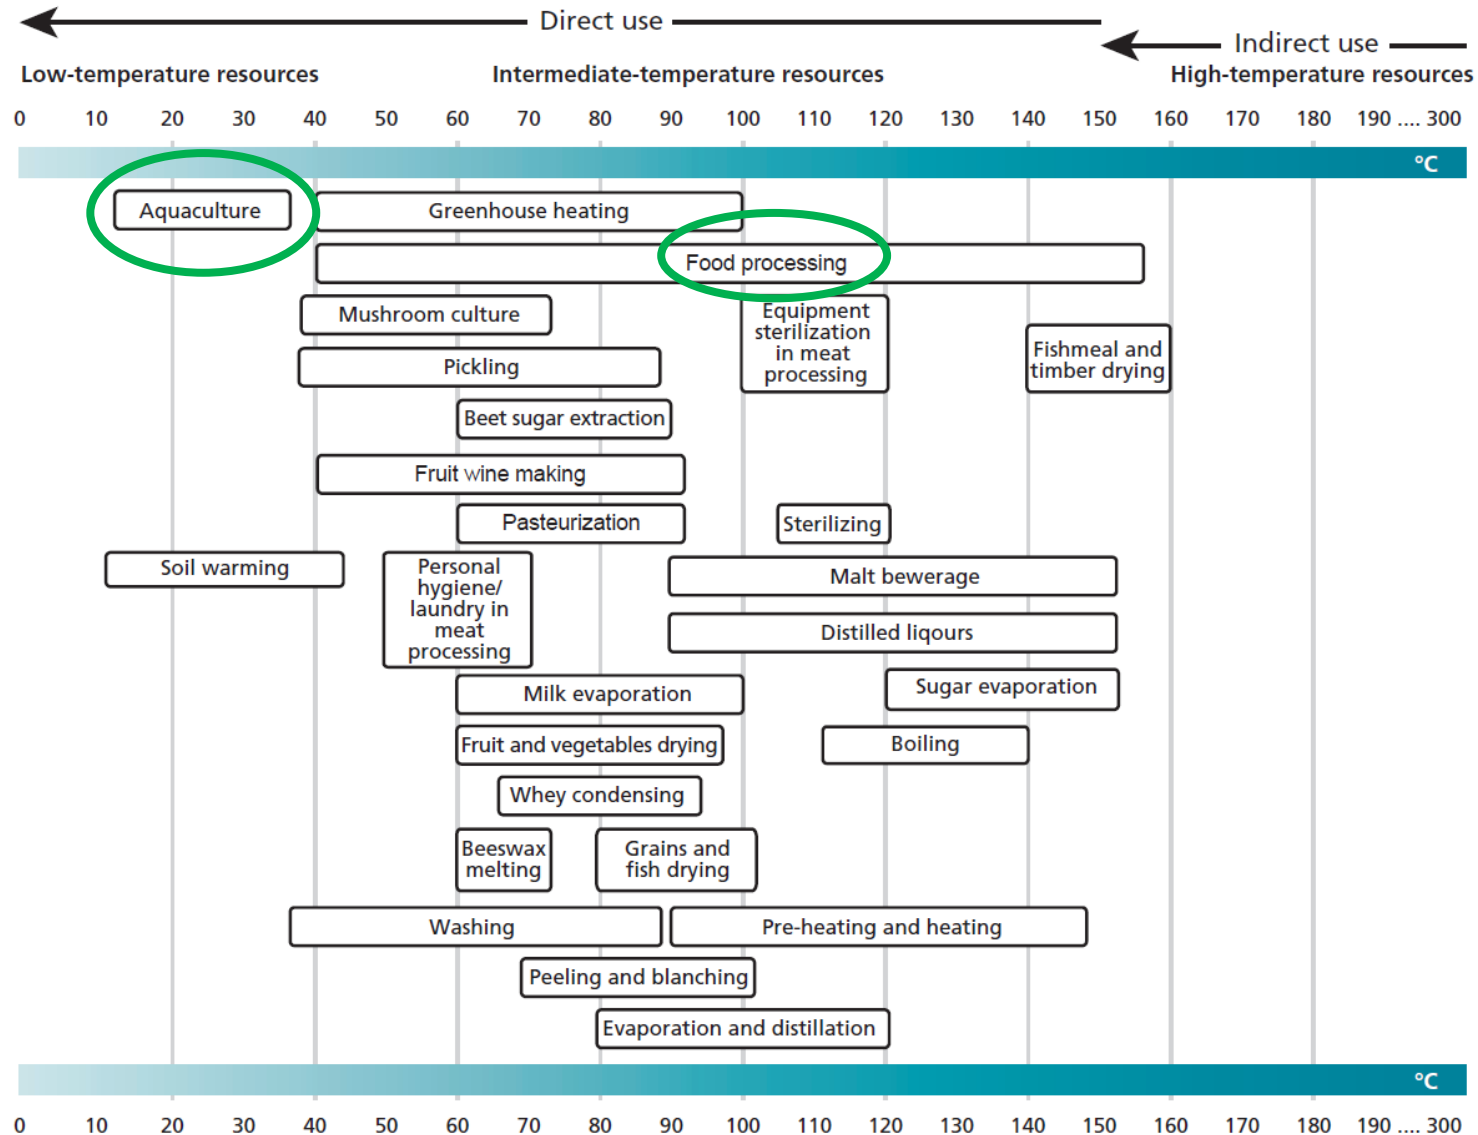 Direct use
Indirect use
Low-temperature resources Intermediate-temperature resources High-temperature resources
0 10 20 30 40 50 60 70 80 90 100 110 120 130 140 150 160 170 180 190 .... 300
°C
Aquaculture Greenhouse heating
Food processing
Mushroom culture
Equipment
sterilization
in meat
processing
Fishmeal and
timber drying
Pickling
Beet sugar extraction
Fruit wine making
Pasteurization Sterilizing
Soil warming
Personal
hygiene/
laundry in
meat
processing
Malt bewerage
Distilled liqours
Milk evaporation Sugar evaporation
Fruit and vegetables drying Boiling
Whey condensing
Beeswax
melting
Grains and
fish drying
Washing Pre-heating and heating
Peeling and blanching
Evaporation and distillation
°C
0 10 20 30 40 50 60 70 80 90 100 110 120 130 140 150 160 170 180 190 .... 300